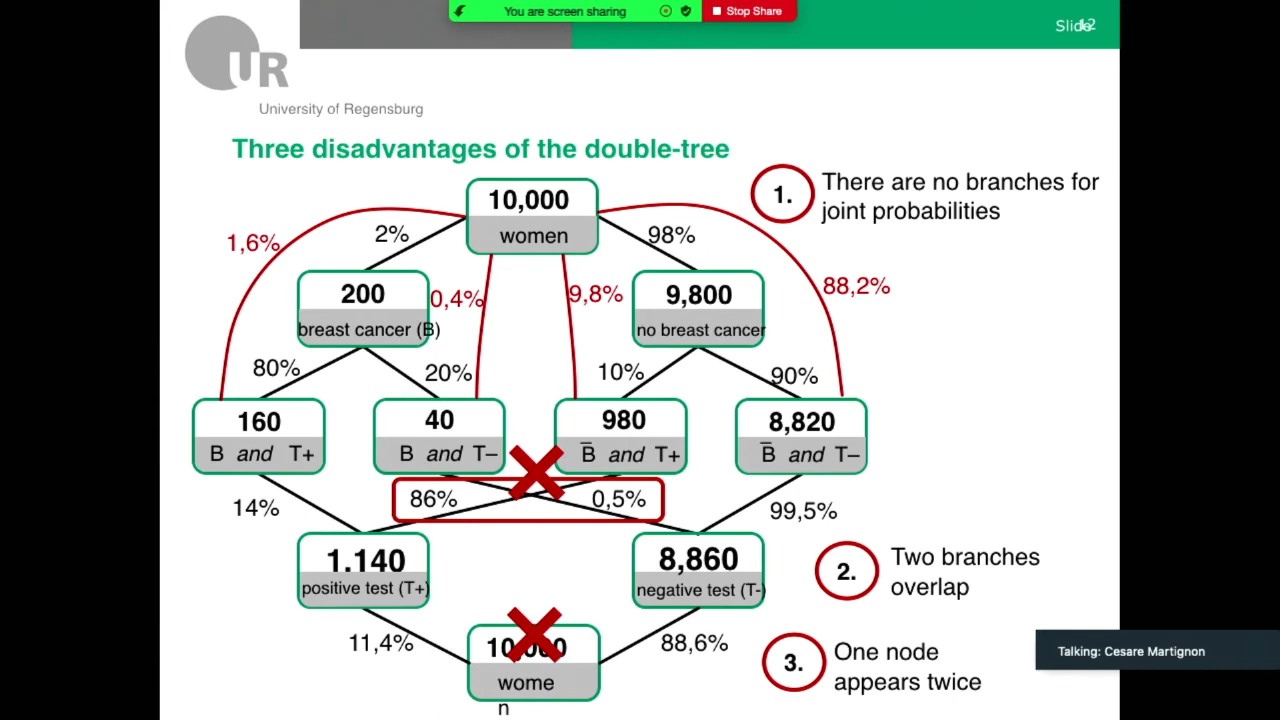 You are screen sharing
Stop Share
Slide
UR
University of Regensburg
Three disadvantages of the double-tree
1.
There are no branches for
joint probabilities
10,000
women
1,6%
2%
98%
88,2%
200
breast cancer (B)
0,4%
9,8%
9,800
no breast cancer
80%
20%
10%
90%
160
B and T+
40
B and T–
980
B̅ and T+
8,820
B̅ and T–
14%
86%
0,5%
99,5%
1.140
positive test (T+)
8,860
negative test (T-)
2.
Two branches
overlap
11,4%
88,6%
10,000
wome
n
3.
One node
appears twice
Talking: Cesare Martignon